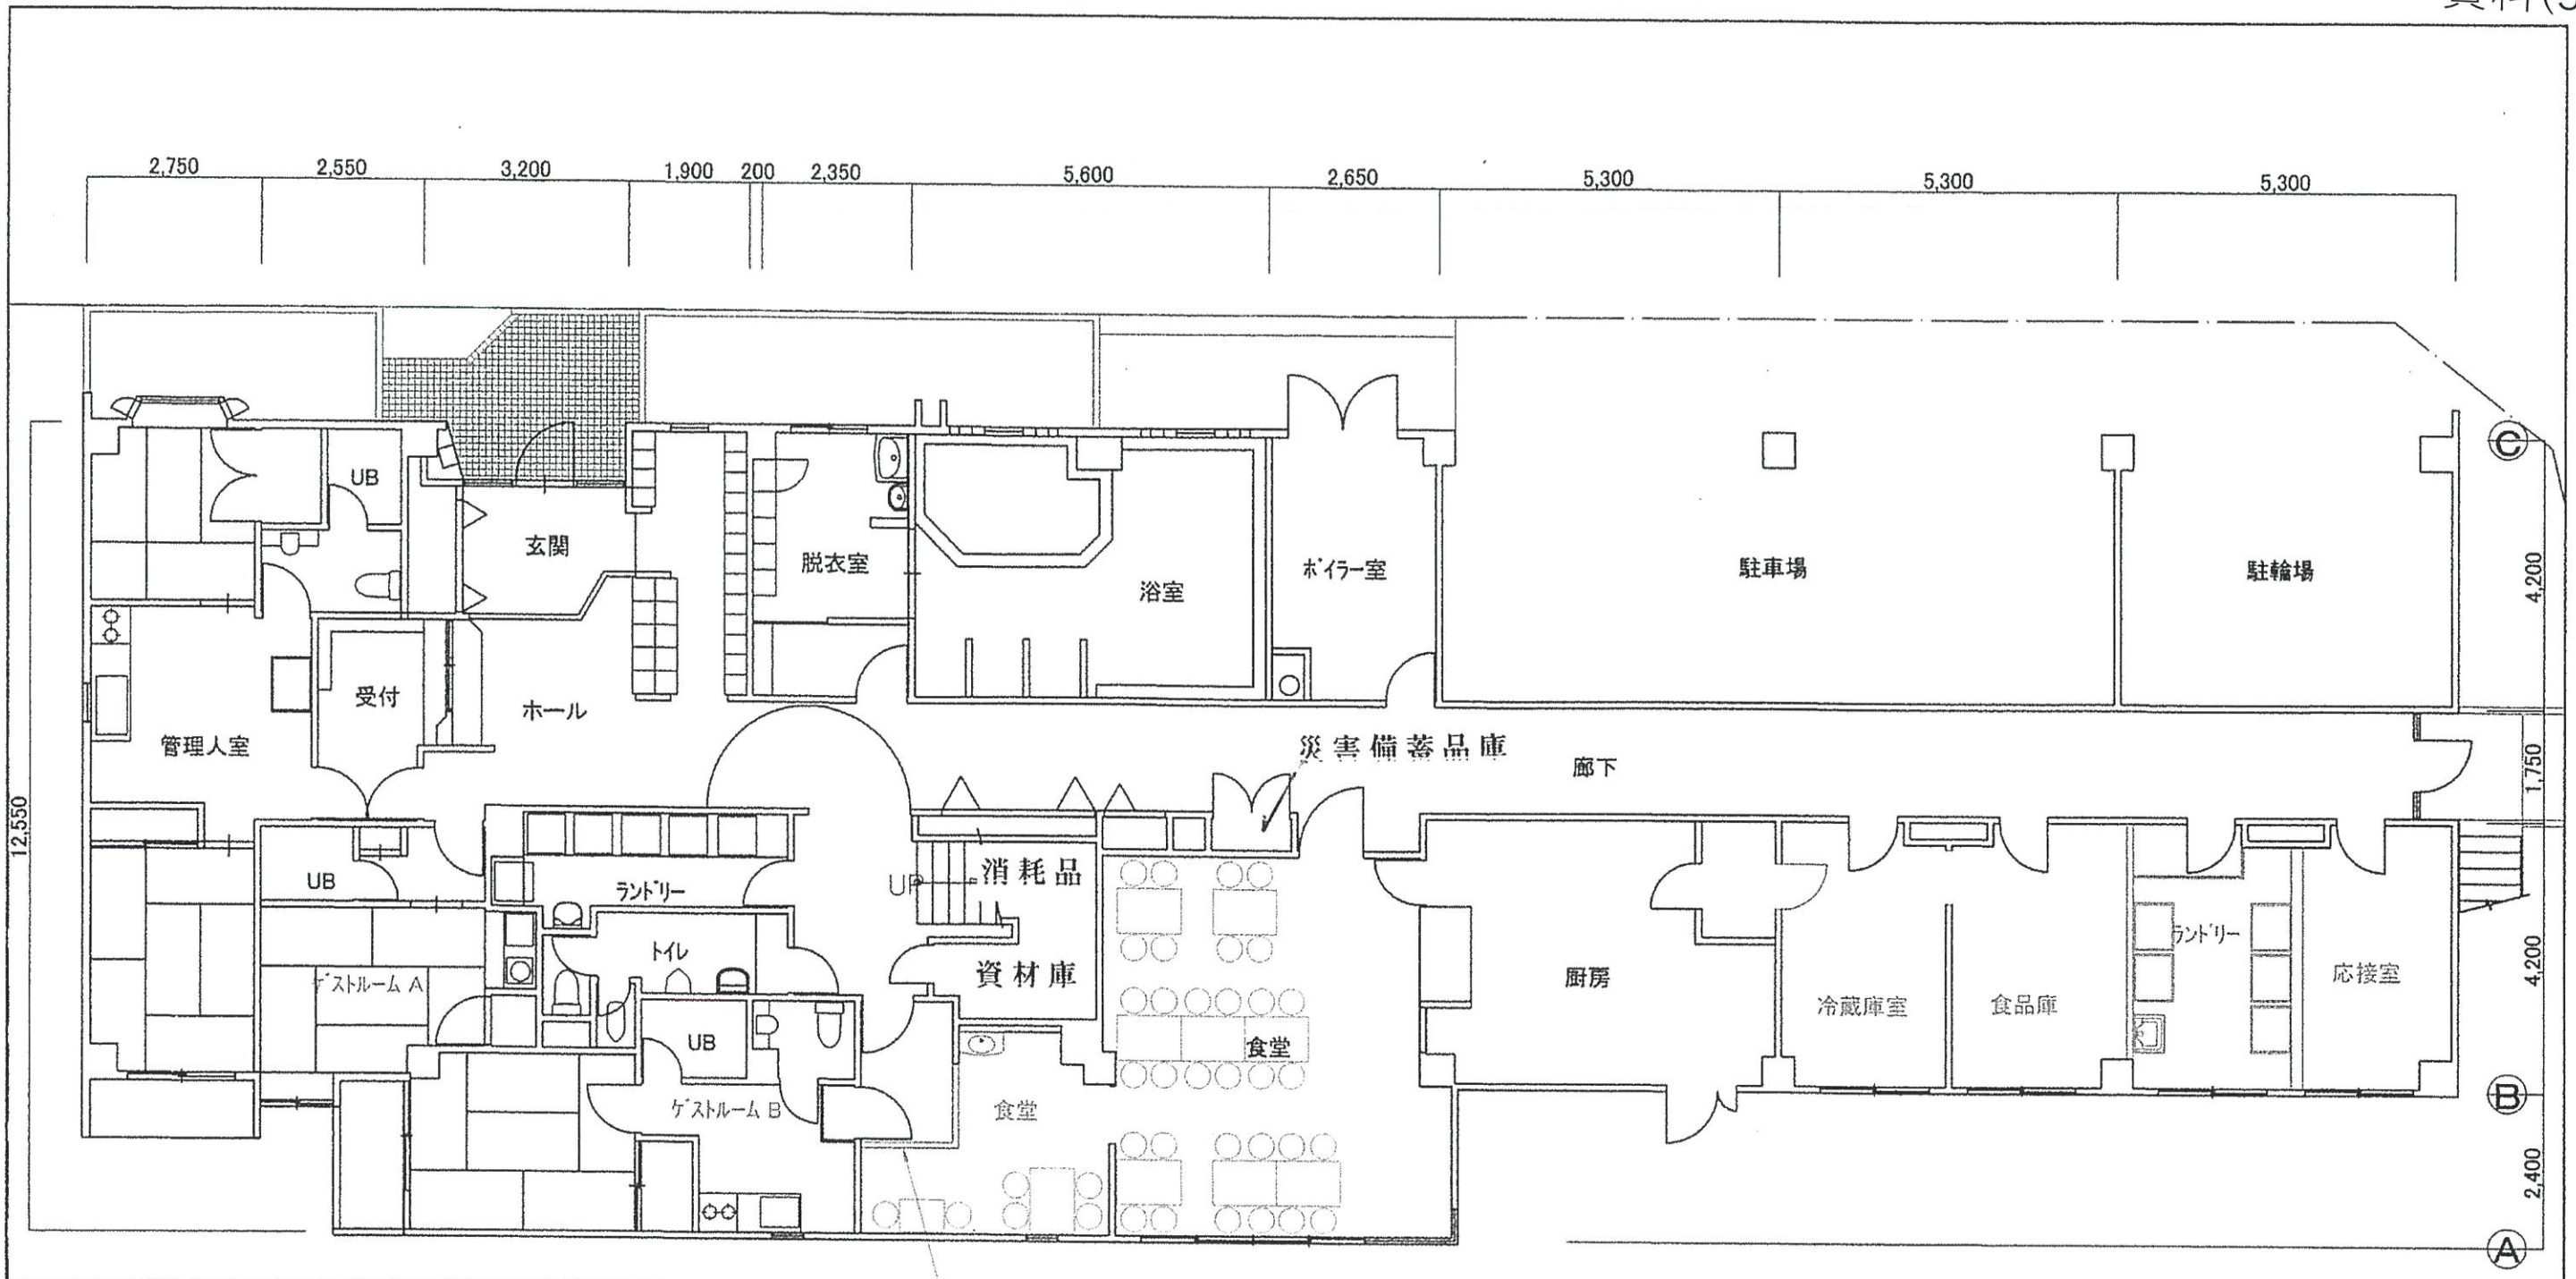 資料(3
2,750
2,550
3,200
1,900
200
2,350
5,600
2,650
5,300
5,300
5,300
UB
玄関
脱衣室
浴室
ボイラー室
駐車場
駐輪場
C
4,200
受付
ホール
管理人室
災害備蓄品庫
廊下
1,750
12,550
UB
ランドリー
UP
消耗品
トイレ
ゲストルーム A
資材庫
厨房
冷蔵庫室
食品庫
ランドリー
応接室
4,200
UB
食堂
ゲストルーム B
食堂
B
2,400
A